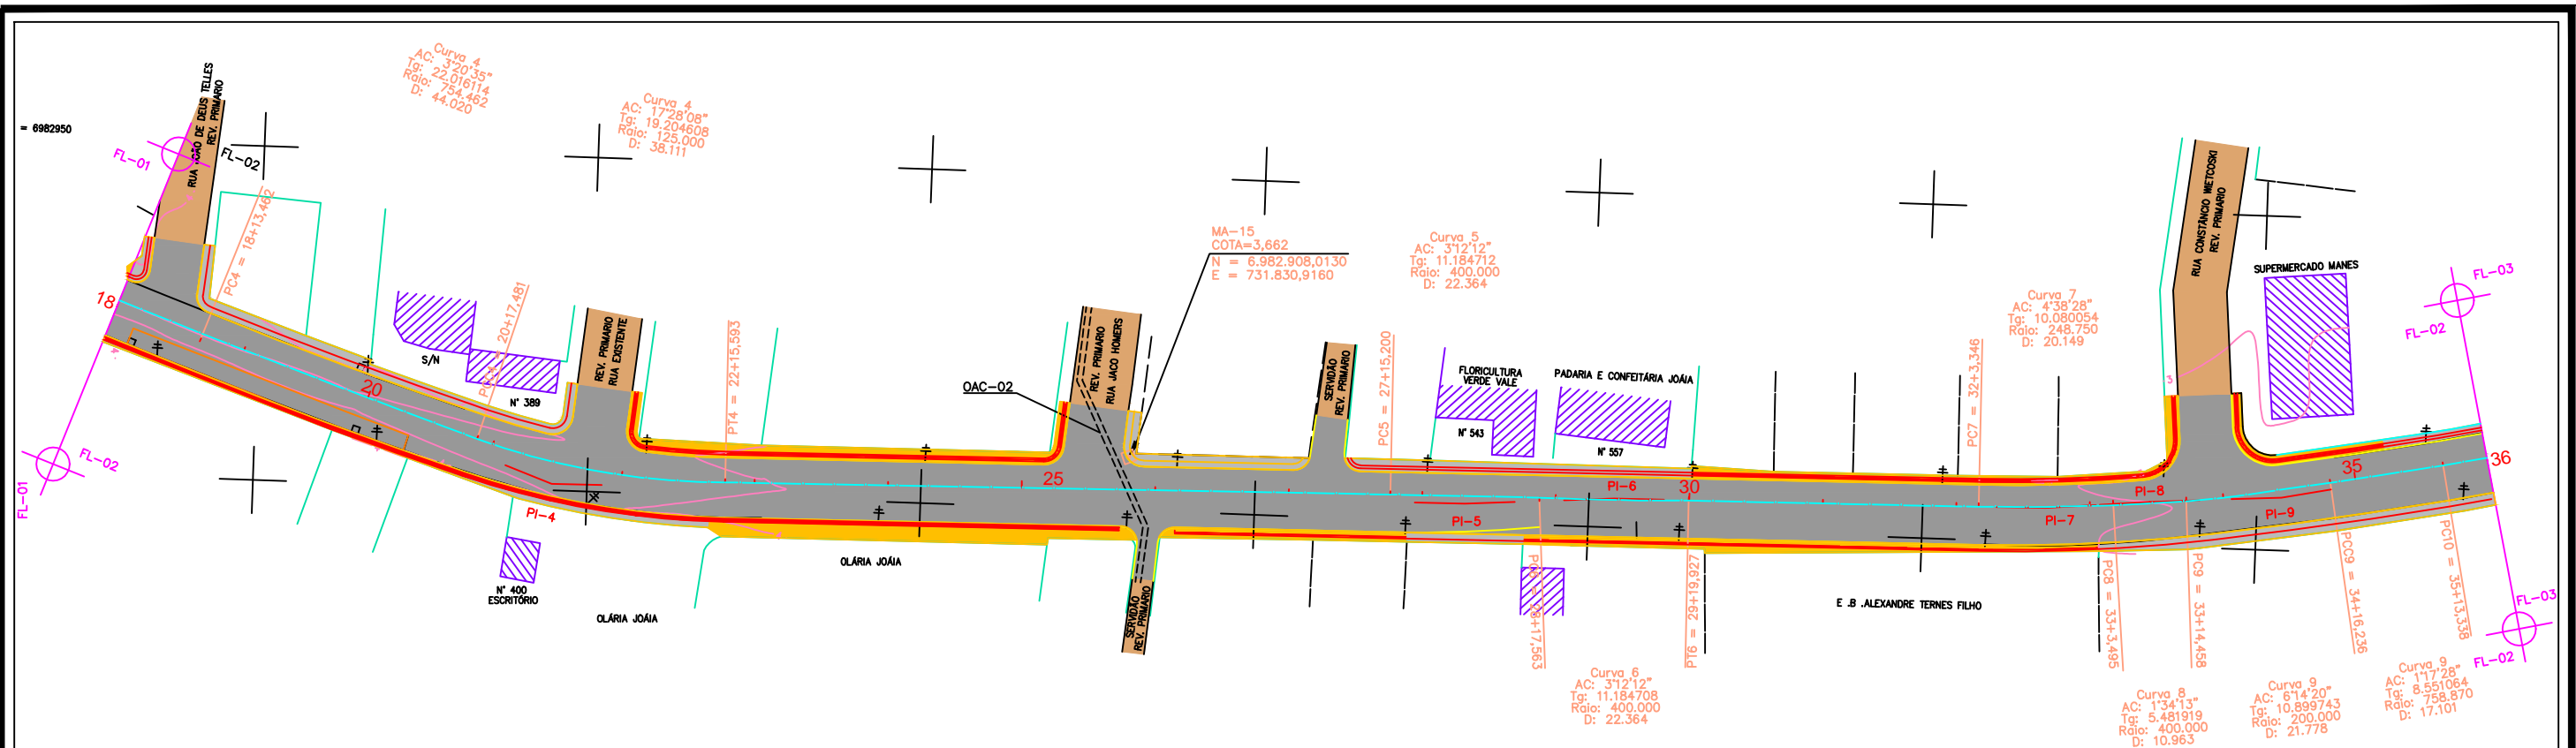 = 6982950
FL-01
FL-02
RUA JOÃO DE DEUS TELLES
REV. PRIMARIO
Curva 4
AC: 3°20'35"
Tg: 22.016114
Raio: 754.462
D: 44.020
Curva 4
AC: 17°28'08"
Tg: 19.204608
Raio: 125.000
D: 38.111
PC4 = 18+13,462
18
20
S/N
N° 389
REV. PRIMARIO
RUA EXISTENTE
PT4 = 22+15,593
FL-02
FL-01
PI-4
N° 400
ESCRITÓRIO
OLÁRIA JOÁIA
OLÁRIA JOÁIA
25
OAC-02
REV. PRIMARIO
RUA JACO HOMERS
MA-15
COTA=3,662
N = 6.982.908,0130
E = 731.830,9160
SERVIDÃO
REV. PRIMARIO
SERVIDÃO
REV. PRIMARIO
PC5 = 27+15,200
Curva 5
AC: 3°12'12"
Tg: 11.184712
Raio: 400.000
D: 22.364
FLORICULTURA
VERDE VALE
N° 543
PADARIA E CONFEITÁRIA JOÁIA
N° 557
PI-5
PI-6
30
PT6 = 29+19,927
Curva 6
AC: 3°12'12"
Tg: 11.184708
Raio: 400.000
D: 22.364
E .B .ALEXANDRE TERNES FILHO
PC7 = 32+3,346
Curva 7
AC: 4°38'28"
Tg: 10.080054
Raio: 248.750
D: 20.149
PI-7
PI-8
PI-9
3
RUA CONSTÂNCIO WIETCOSKI
REV. PRIMARIO
SUPERMERCADO MANES
35
36
PC8 = 33+3,495
PC9 = 33+14,458
PCC9 = 34+16,236
PC10 = 35+13,338
Curva 8
AC: 1°34'13"
Tg: 5.481919
Raio: 400.000
D: 10.963
Curva 9
AC: 6°14'20"
Tg: 10.899743
Raio: 200.000
D: 21.778
Curva 9
AC: 1°17'28"
Tg: 8.551064
Raio: 758.870
D: 17.101
FL-03
FL-02
FL-03
FL-02